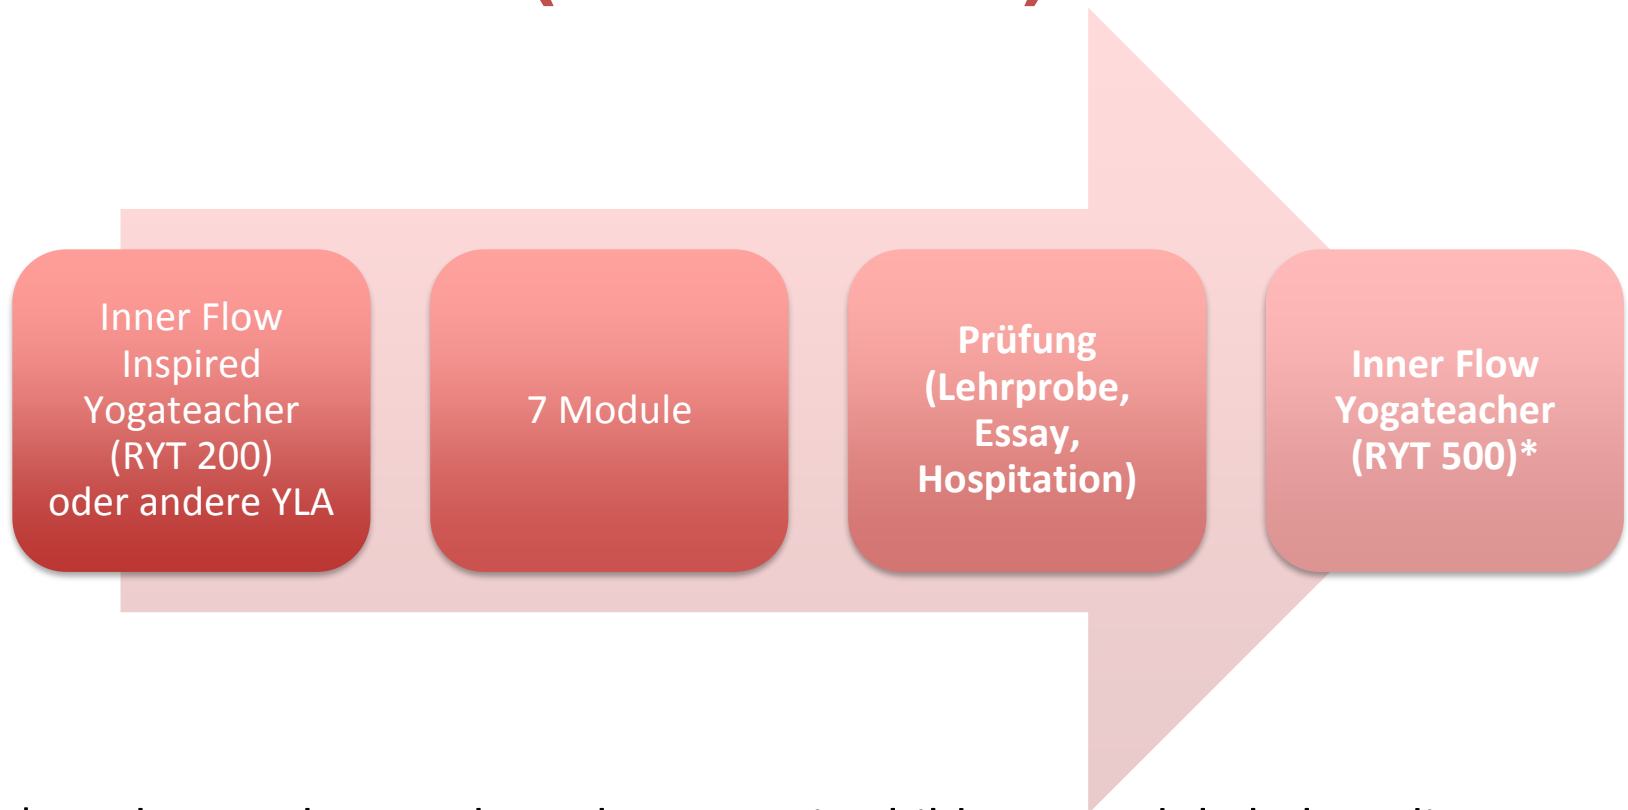 Inner Flow
Inspired
Yogateacher
(RYT 200)
oder andere YLA
7 Module
Prüfung
(Lehrprobe,
Essay,
Hospitation)
Inner Flow
Yogateacher
(RYT 500)*